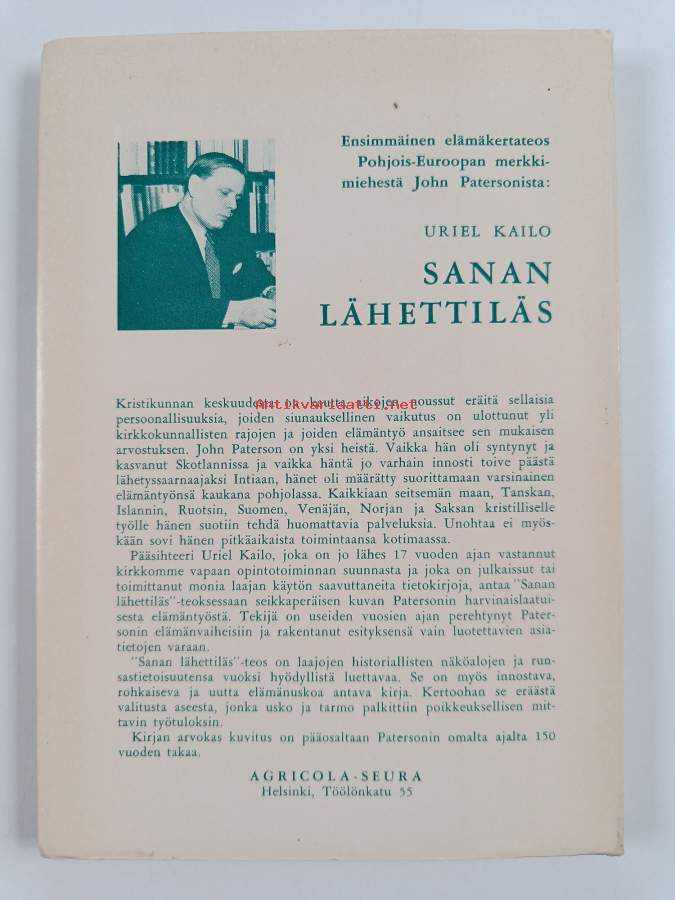 Ensimmäinen elämäkertateos
Pohjois-Euroopan merkki-
miehestä John Patersonista:
URIEL KAILO
SANAN
LÄHETTILÄS
Kristikunnan keskuudesta on kautta aikojen noussut eräitä sellaisia
Antikvariaatti.net
persoonallisuuksia, joiden siunauksellinen vaikutus on ulottunut yli
kirkkokunnallisten rajojen ja joiden elämäntyö ansaitsee sen mukaisen
arvostuksen. John Paterson on yksi heistä. Vaikka hän oli syntynyt ja
kasvanut Skotlannissa ja vaikka häntä jo varhain innosti toive päästä
lähetyssaarnaajaksi Intiaan, hänet oli määrätty suorittamaan varsinainen
elämäntyönsä kaukana pohjolassa. Kaikkiaan seitsemän maan, Tanskan,
Islannin, Ruotsin, Suomen, Venäjän, Norjan ja Saksan kristilliselle
työlle hänen suotiin tehdä huomattavia palveluksia. Unohtaa ei myös-
kään sovi hänen pitkäaikaista toimintaansa kotimaassa.
Pääsihteeri Uriel Kailo, joka on jo lähes 17 vuoden ajan vastannut
kirkkomme vapaan opintotoiminnan suunnasta ja joka on julkaissut tai
toimittanut monia laajan käytön saavuttaneita tietokirjoja, antaa "Sanan
lähettiläs"-teoksessaan seikkaperäisen kuvan Patersonin harvinaislaatui-
sesta elämäntyöstä. Tekijä on useiden vuosien ajan perehtynyt Pater-
sonin elämänvaiheisiin ja rakentanut esityksensä vain luotettavien asia-
tietojen varaan.
"Sanan lähettiläs"-teos on laajojen historiallisten näköalojen ja run-
sastietoisuutensa vuoksi hyödyllistä luettavaa. Se on myös innostava,
rohkaiseva ja uutta elämänuskoa antava kirja. Kertoohan se eräästä
valitusta aseesta, jonka usko ja tarmo palkittiin poikkeuksellisen mit-
tavin työtuloksin.
Kirjan arvokas kuvitus on pääosaltaan Patersonin omalta ajalta 150
vuoden takaa.
AGRICOLA-SEURA
Helsinki, Töölönkatu 55